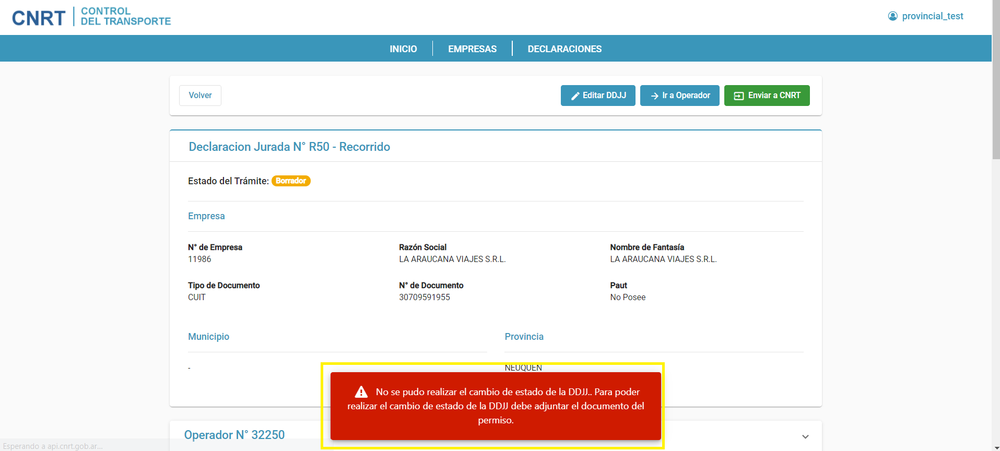 CNRT
CONTROL
DEL TRANSPORTE
provincial_test
INICIO
EMPRESAS
DECLARACIONES
Volver
Editar DDJJ
Ir a Operador
Enviar a CNRT
Declaracion Jurada N° R50 - Recorrido
Estado del Trámite: Borrador
Empresa
N° de Empresa
11986
Razón Social
LA ARAUCANA VIAJES S.R.L.
Nombre de Fantasía
LA ARAUCANA VIAJES S.R.L.
Tipo de Documento
CUIT
N° de Documento
30709591955
Paut
No Posee
Municipio
-
Provincia
NEUQUEN
No se pudo realizar el cambio de estado de la DDJJ.. Para poder
realizar el cambio de estado de la DDJJ debe adjuntar el documento del
permiso.
Operador N° 32250
Esperando a api.cnrt.gob.ar...